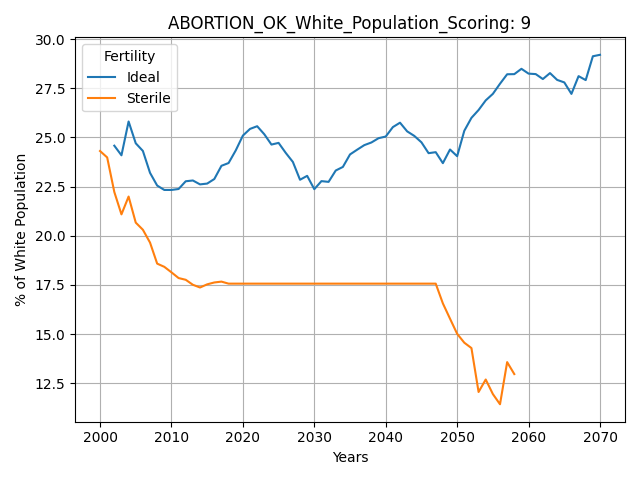 ABORTION_OK_White_Population_Scoring: 9
Fertility
Ideal
Sterile
% of White Population
30.0
27.5
25.0
22.5
20.0
17.5
15.0
12.5
2000 2010 2020 2030 2040 2050 2060 2070
Years